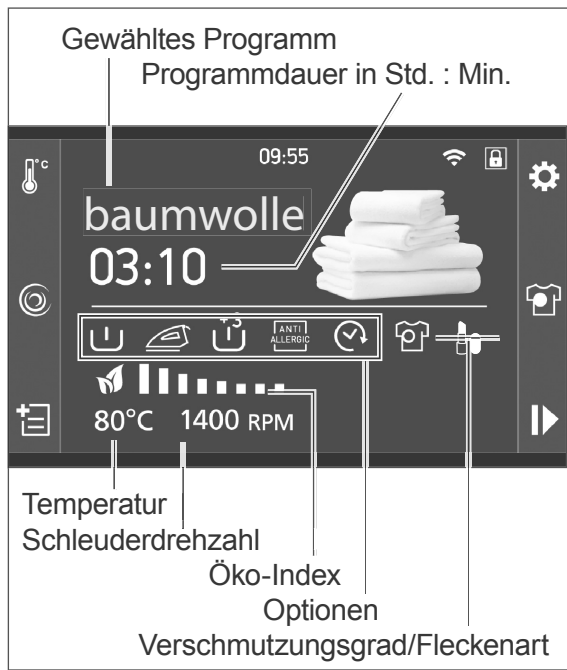 Gewähltes Programm
Programmdauer in Std. : Min.
09:55
°C
baumwolle
03:10
+3
ANTI
ALLERGIC
80°C 1400 RPM
Temperatur
Schleuderdrehzahl
Öko-Index
Optionen
Verschmutzungsgrad/Fleckenart